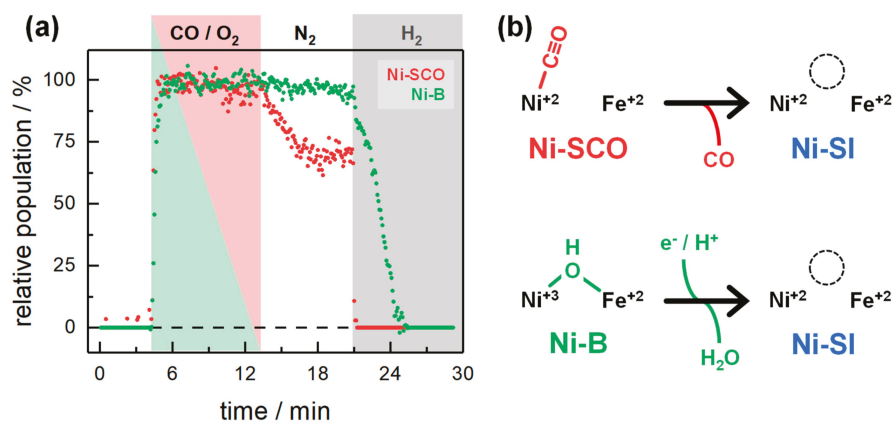 (a)
CO / O₂ N₂ H₂
Ni-SCO
Ni-B
100
75
50
25
0
relative population / %
0 6 12 18 24 30
time / min
(b)
C≡O
Ni⁺² Fe⁺² Ni⁺² Fe⁺²
Ni-SCO CO Ni-SI
e⁻ / H⁺
H
O
Ni⁺³ Fe⁺² Ni⁺² Fe⁺²
Ni-B H₂O Ni-SI